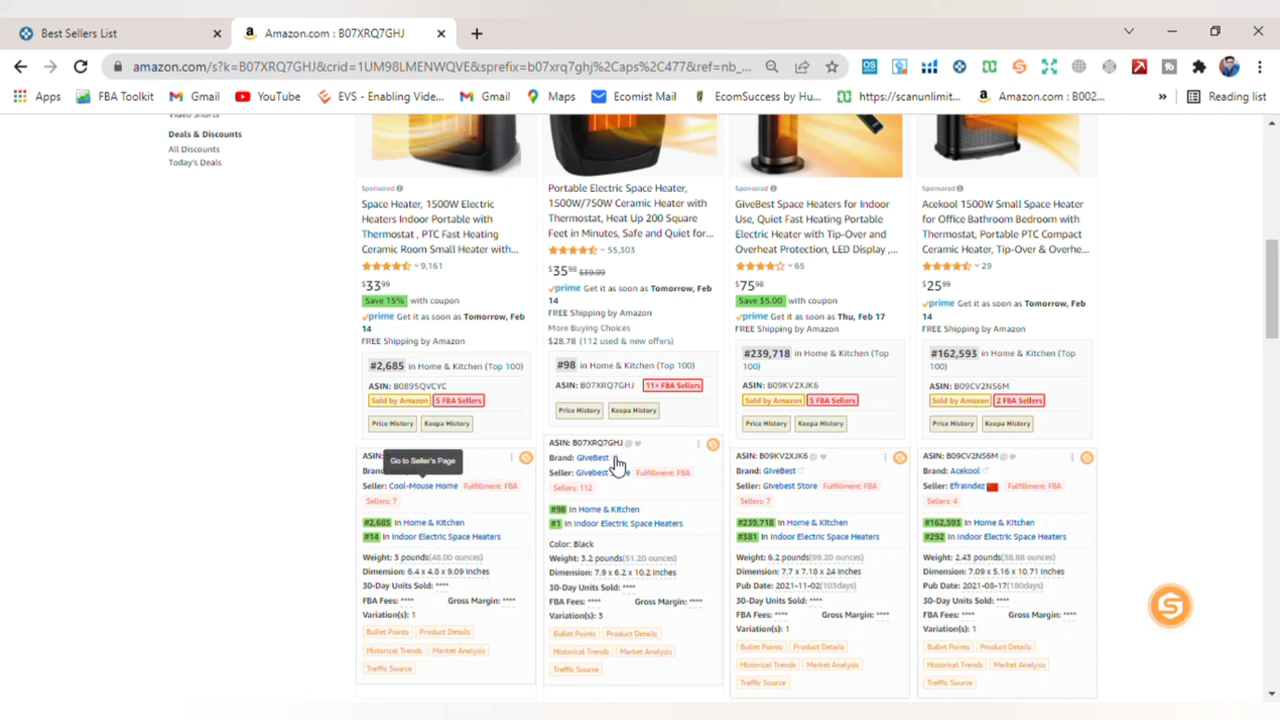 Best Sellers List
Amazon.com : B07XRQ7GHJ
amazon.com/s?k=B07XRQ7GHJ&crid=1UM98LMENWQVE&sprefix=b07xrq7ghj%2Caps%2C477&ref=nb_...
Apps
FBA Toolkit
Gmail
YouTube
EVS - Enabling Vide...
Gmail
Maps
Ecomist Mail
EcomSuccess by Hu...
https://scanunlimit...
Amazon.com : B002...
»
Reading list
Video Shorts
Deals & Discounts
All Discounts
Today's Deals
Sponsored
Space Heater, 1500W Electric
Heaters Indoor Portable with
Thermostat , PTC Fast Heating
Ceramic Room Small Heater with...
9,161
$3399
Save 15% with coupon
prime Get it as soon as Tomorrow, Feb
14
FREE Shipping by Amazon
#2,685 in Home & Kitchen (Top 100)
ASIN: B0895QVCYC
Sold by Amazon 5 FBA Sellers
Price History Keepa History
ASIN:
Go to Seller's Page
Seller: Cool-Mouse Home Fulfillment: FBA
Sellers: 7
#2,685 in Home & Kitchen
#14 in Indoor Electric Space Heaters
Weight: 3 pounds(48.00 ounces)
Dimension: 6.4 x 4.8 x 9.09 inches
30-Day Units Sold: ****
FBA Fees: **** Gross Margin: ****
Variation(s): 1
Bullet Points Product Details
Historical Trends Market Analysis
Traffic Source
Portable Electric Space Heater,
1500W/750W Ceramic Heater with
Thermostat, Heat Up 200 Square
Feet in Minutes, Safe and Quiet for...
55,303
$3598 $39.99
prime Get it as soon as Tomorrow, Feb
14
FREE Shipping by Amazon
More Buying Choices
$28.78 (112 used & new offers)
#98 in Home & Kitchen (Top 100)
ASIN: B07XRQ7GHJ 11+ FBA Sellers
Price History Keepa History
ASIN: B07XRQ7GHJ
Brand: GiveBest
Seller: Givebest Fulfillment: FBA
Sellers: 112
#98 in Home & Kitchen
#1 in Indoor Electric Space Heaters
Color: Black
Weight: 3.2 pounds(51.20 ounces)
Dimension: 7.9 x 6.2 x 10.2 inches
30-Day Units Sold: ****
FBA Fees: **** Gross Margin: ****
Variation(s): 3
Bullet Points Product Details
Historical Trends Market Analysis
Traffic Source
Sponsored
GiveBest Space Heaters for Indoor
Use, Quiet Fast Heating Portable
Electric Heater with Tip-Over and
Overheat Protection, LED Display ,...
65
$7598
Save $5.00 with coupon
prime Get it as soon as Thu, Feb 17
FREE Shipping by Amazon
#239,718 in Home & Kitchen (Top
100)
ASIN: B09KV2XJK6
Sold by Amazon 5 FBA Sellers
Price History Keepa History
ASIN: B09KV2XJK6
Brand: GiveBest
Seller: Givebest Store Fulfillment: FBA
Sellers: 7
#239,718 in Home & Kitchen
#381 in Indoor Electric Space Heaters
Weight: 6.2 pounds(99.20 ounces)
Dimension: 7.7 x 7.18 x 24 inches
Pub Date: 2021-11-02(103days)
30-Day Units Sold: ****
FBA Fees: **** Gross Margin: ****
Variation(s): 1
Bullet Points Product Details
Historical Trends Market Analysis
Traffic Source
Sponsored
Acekool 1500W Small Space Heater
for Office Bathroom Bedroom with
Thermostat, Portable PTC Compact
Ceramic Heater, Tip-Over & Overhe...
29
$2599
prime Get it as soon as Tomorrow, Feb
14
FREE Shipping by Amazon
#162,593 in Home & Kitchen (Top
100)
ASIN: B09CV2NS6M
Sold by Amazon 2 FBA Sellers
Price History Keepa History
ASIN: B09CV2NS6M
Brand: Acekool
Seller: Efraindez Fulfillment: FBA
Sellers: 4
#162,593 in Home & Kitchen
#292 in Indoor Electric Space Heaters
Weight: 2.43 pounds(38.88 ounces)
Dimension: 7.09 x 5.16 x 10.71 inches
Pub Date: 2021-08-17(180days)
30-Day Units Sold: ****
FBA Fees: **** Gross Margin: ****
Variation(s): 1
Bullet Points Product Details
Historical Trends Market Analysis
Traffic Source